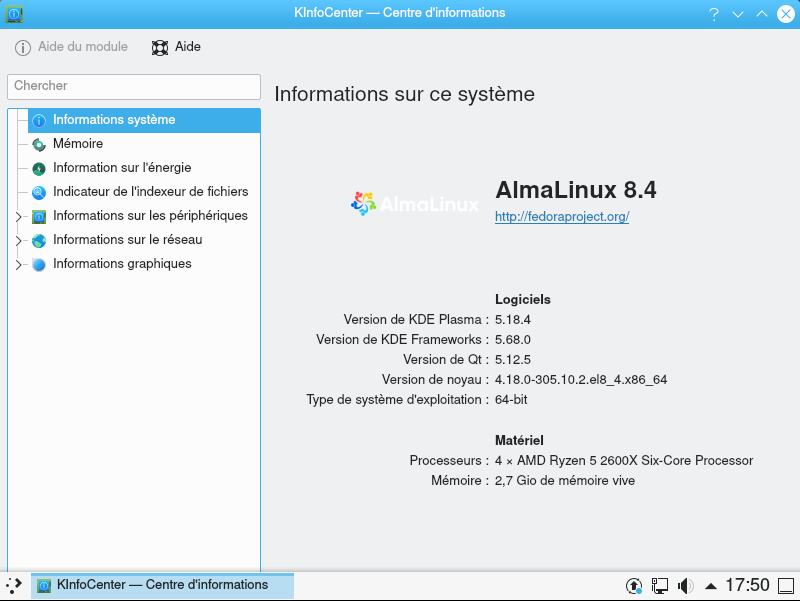 KInfoCenter — Centre d'informations
Aide du module
Aide
Chercher
Informations système
Mémoire
Information sur l'énergie
Indicateur de l'indexeur de fichiers
Informations sur les périphériques
Informations sur le réseau
Informations graphiques
Informations sur ce système
AlmaLinux
AlmaLinux 8.4
http://fedoraproject.org/
Logiciels
Version de KDE Plasma : 5.18.4
Version de KDE Frameworks : 5.68.0
Version de Qt : 5.12.5
Version de noyau : 4.18.0-305.10.2.el8_4.x86_64
Type de système d'exploitation : 64-bit
Matériel
Processeurs : 4 × AMD Ryzen 5 2600X Six-Core Processor
Mémoire : 2,7 Gio de mémoire vive
KInfoCenter — Centre d'informations
17:50